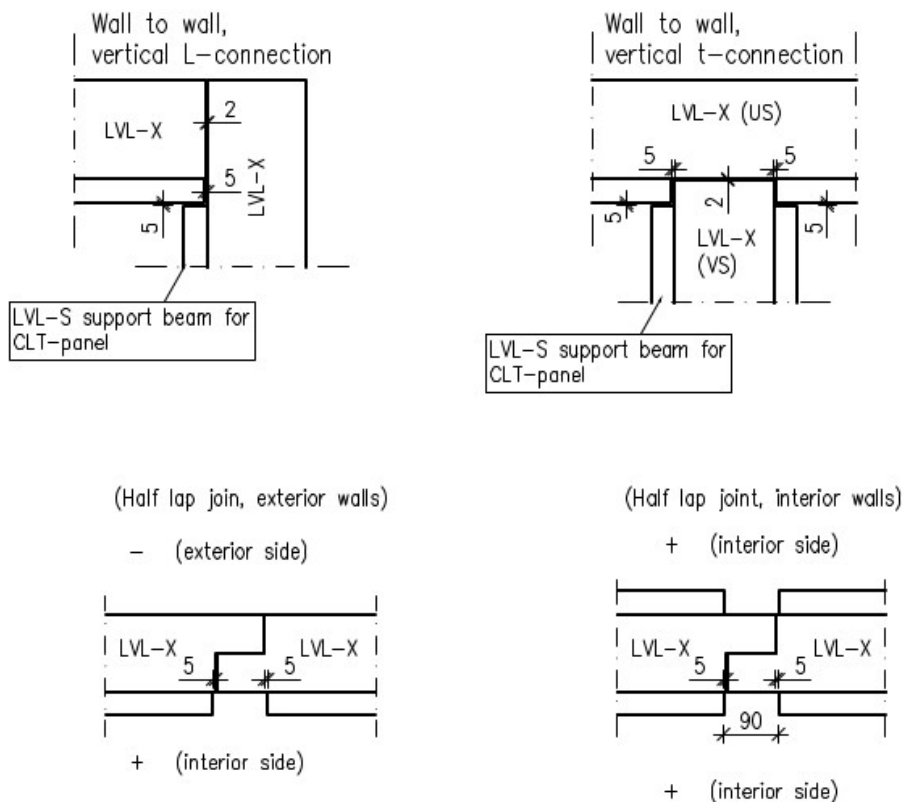 Wall to wall,
vertical L-connection
LVL-X
2
5
LVL-X
5
LVL-S support beam for
CLT-panel
Wall to wall,
vertical t-connection
LVL-X (US)
5
5
5
2
5
LVL-X
(VS)
LVL-S support beam for
CLT-panel
(Half lap join, exterior walls)
- (exterior side)
LVL-X
5
5
LVL-X
+ (interior side)
(Half lap joint, interior walls)
+ (interior side)
LVL-X
5
5
LVL-X
90
+ (interior side)